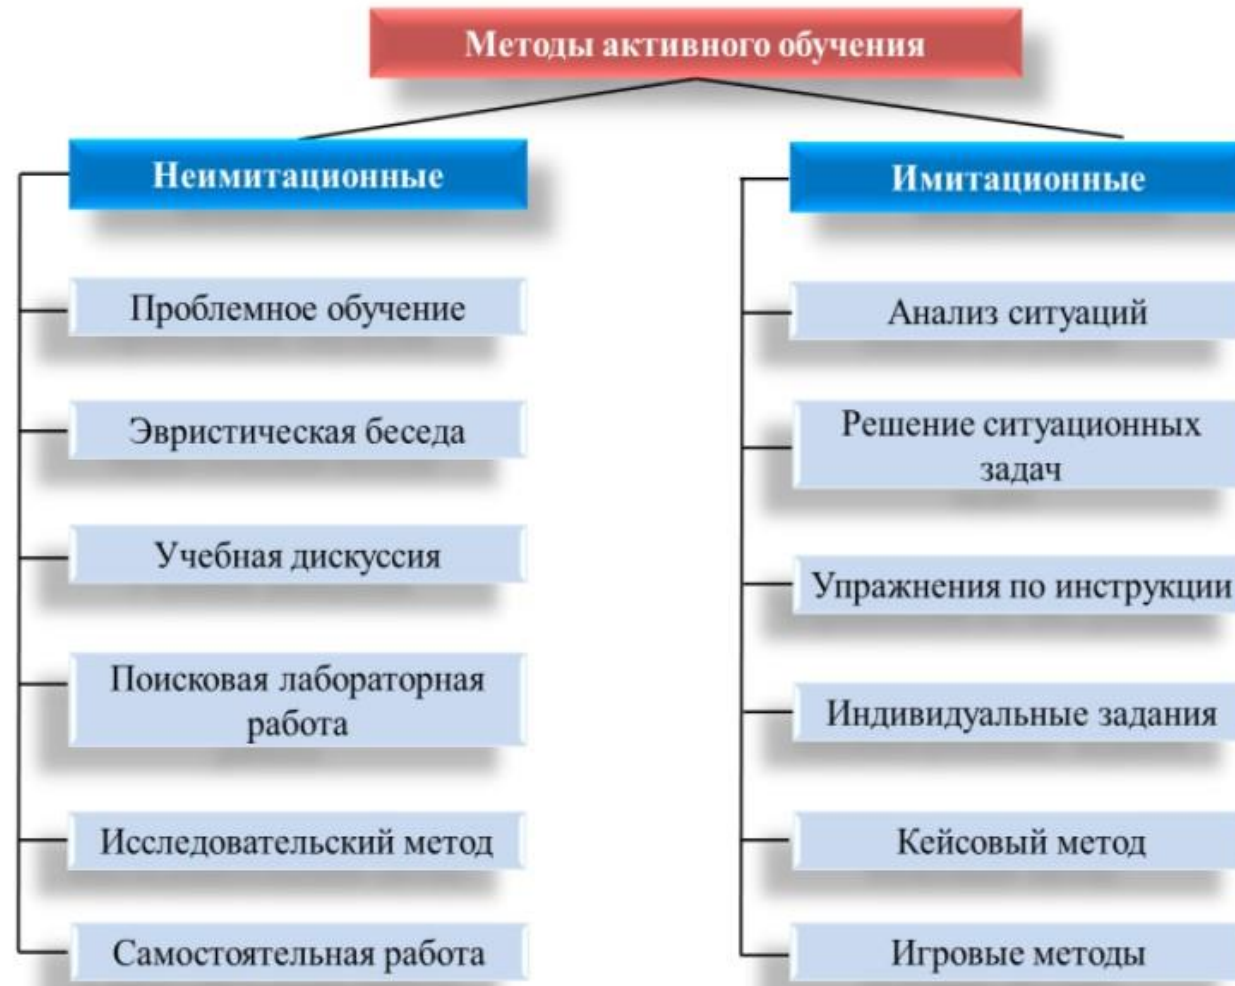 Методы активного обучения
Неимитационные
Проблемное обучение
Эвристическая беседа
Учебная дискуссия
Поисковая лабораторная
работа
Исследовательский метод
Самостоятельная работа
Имитационные
Анализ ситуаций
Решение ситуационных
задач
Упражнения по инструкции
Индивидуальные задания
Кейсовый метод
Игровые методы